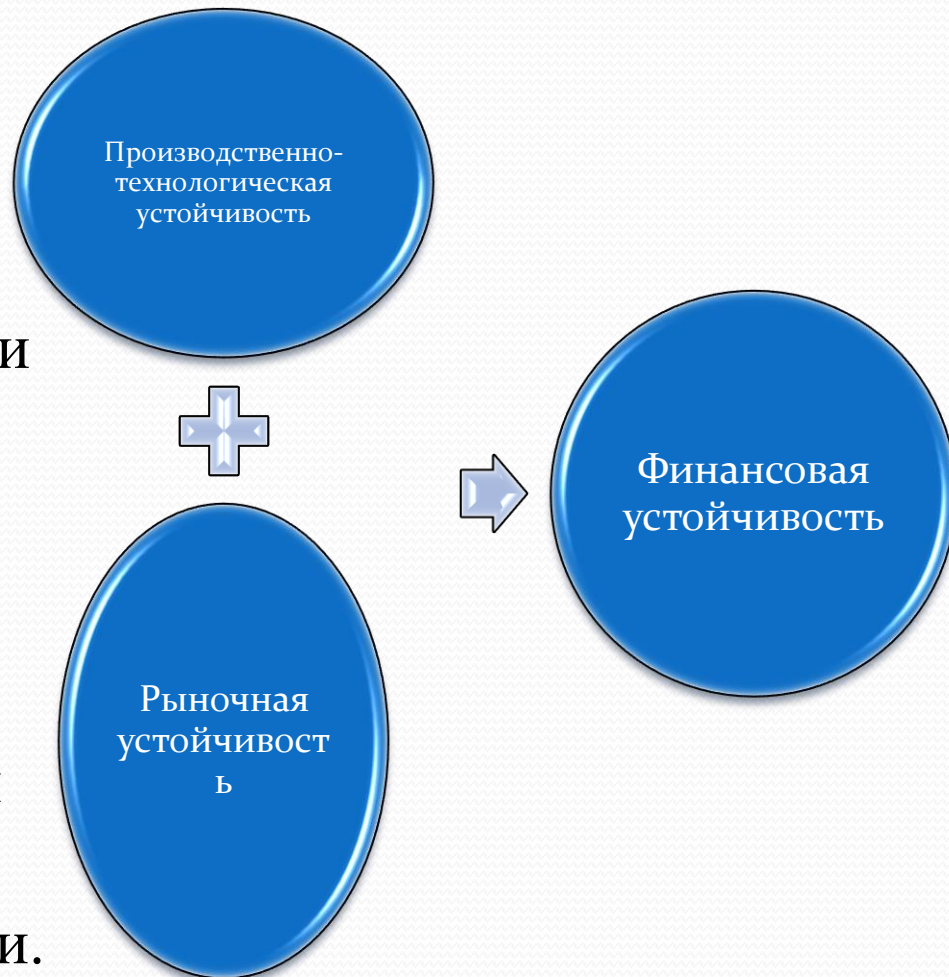 Производственно-
технологическая
устойчивость
и
Рыночная
устойчивост
ь
Финансовая
устойчивость
и.